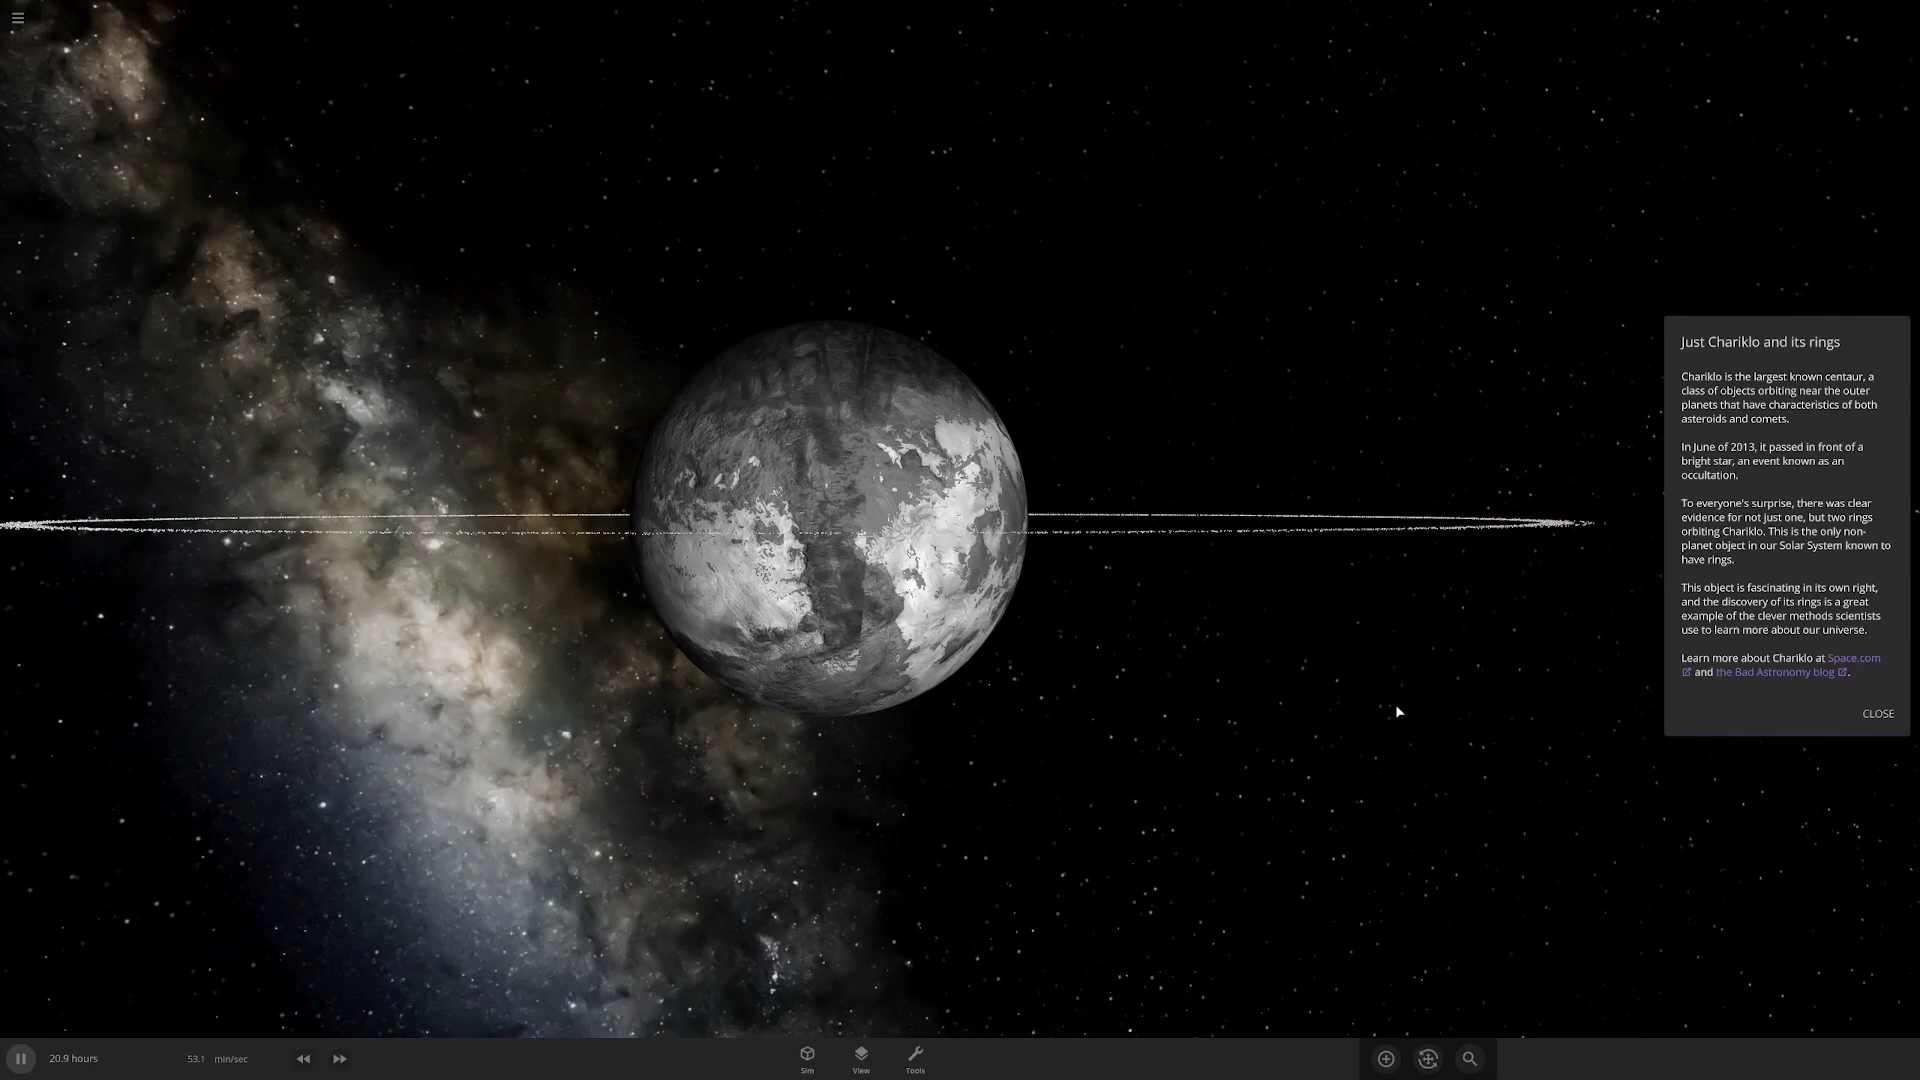 Just Chariklo and its rings
Chariklo is the largest known centaur, a
class of objects orbiting near the outer
planets that have characteristics of both
asteroids and comets.
In June of 2013, it passed in front of a
bright star, an event known as an
occultation.
To everyone's surprise, there was clear
evidence for not just one, but two rings
orbiting Chariklo. This is the only non-
planet object in our Solar System known to
have rings.
This object is fascinating in its own right,
and the discovery of its rings is a great
example of the clever methods scientists
use to learn more about our universe.
Learn more about Chariklo at Space.com
and the Bad Astronomy blog.
CLOSE
20.9 hours
53.1 min/sec
Sim
View
Tools